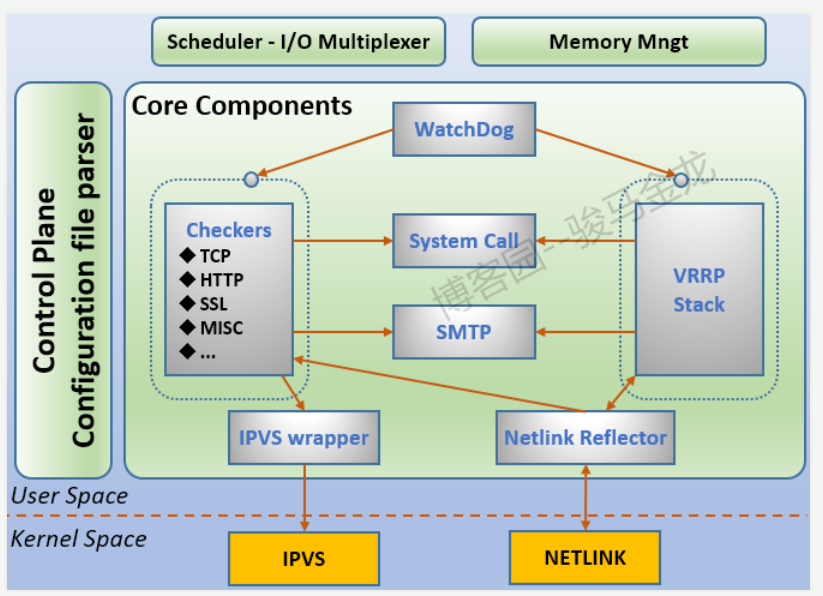 Scheduler - I/O Multiplexer
Memory Mngt
Control Plane
Configuration file parser
Core Components
WatchDog
Checkers
◆ TCP
◆ HTTP
◆ SSL
◆ MISC
◆ ...
System Call
SMTP
VRRP
Stack
博客园--骏马金龙
IPVS wrapper
Netlink Reflector
User Space
Kernel Space
IPVS
NETLINK